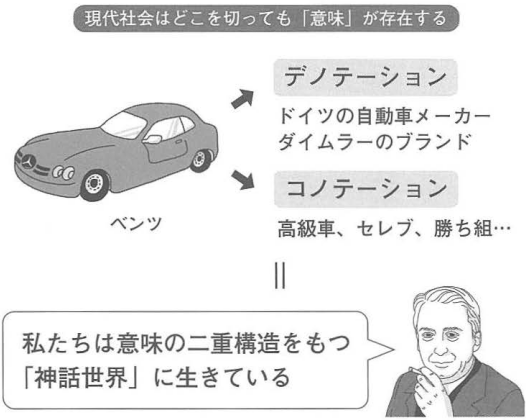 現代社会はどこを切っても「意味」が存在する
デノテーション
ドイツの自動車メーカー
ダイムラーのブランド
コノテーション
高級車、セレブ、勝ち組…
ベンツ
||
私たちは意味の二重構造をもつ
「神話世界」に生きている